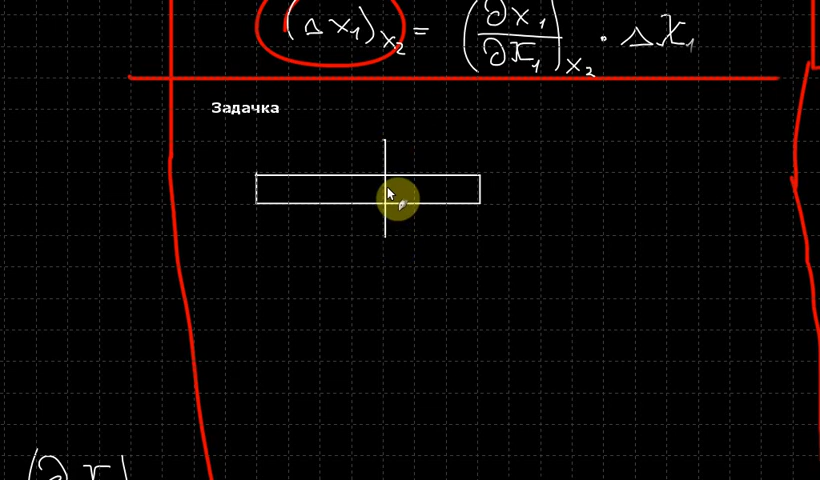 (Δx₁)ₓ₂ = (∂x₁/∂X₁)ₓ₂ · ΔX₁
Задачка
(∂X